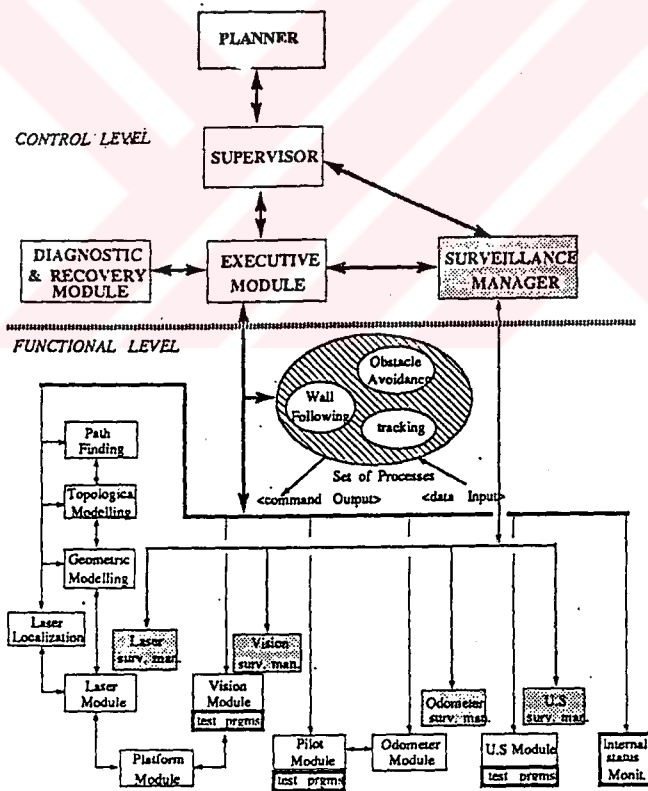 PLANNER
CONTROL LEVEL
SUPERVISOR
DIAGNOSTIC
& RECOVERY
MODULE
EXECUTIVE
MODULE
SURVEILLANCE
MANAGER
FUNCTIONAL LEVEL
Obstacle
Avoidance
Wall
Following
tracking
Set of Processes
<command Output>
<data Input>
Path
Finding
Topological
Modelling
Geometric
Modelling
Laser
Localization
Laser
surv. man.
Vision
surv. man.
Laser
Module
Vision
Module
test prgms
Odometer
surv. man.
U.S
surv. man.
Platform
Module
Pilot
Module
test prgms
Odometer
Module
U.S Module
test prgms
Internal
status
Monit.